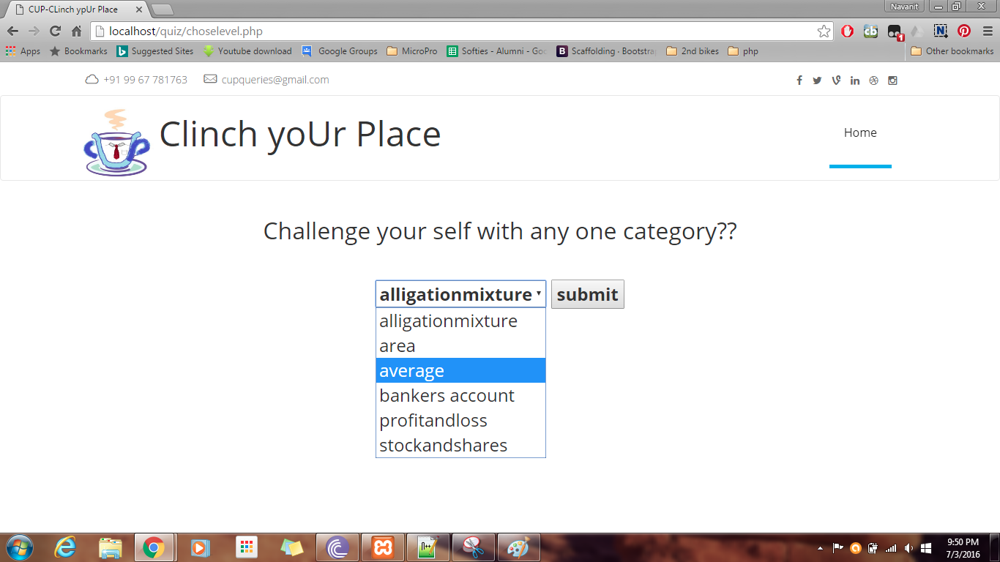 CUP-CLinch ypUr Place
Navanit
localhost/quiz/choselevel.php
Apps Bookmarks Suggested Sites Youtube download Google Groups MicroPro Softies - Alumni - Goo Scaffolding · Bootstra 2nd bikes php Other bookmarks
+91 99 67 781763 cupqueries@gmail.com
Clinch yoUr Place
Home
Challenge your self with any one category??
alligationmixture submit
alligationmixture
area
average
bankers account
profitandloss
stockandshares
9:50 PM
7/3/2016